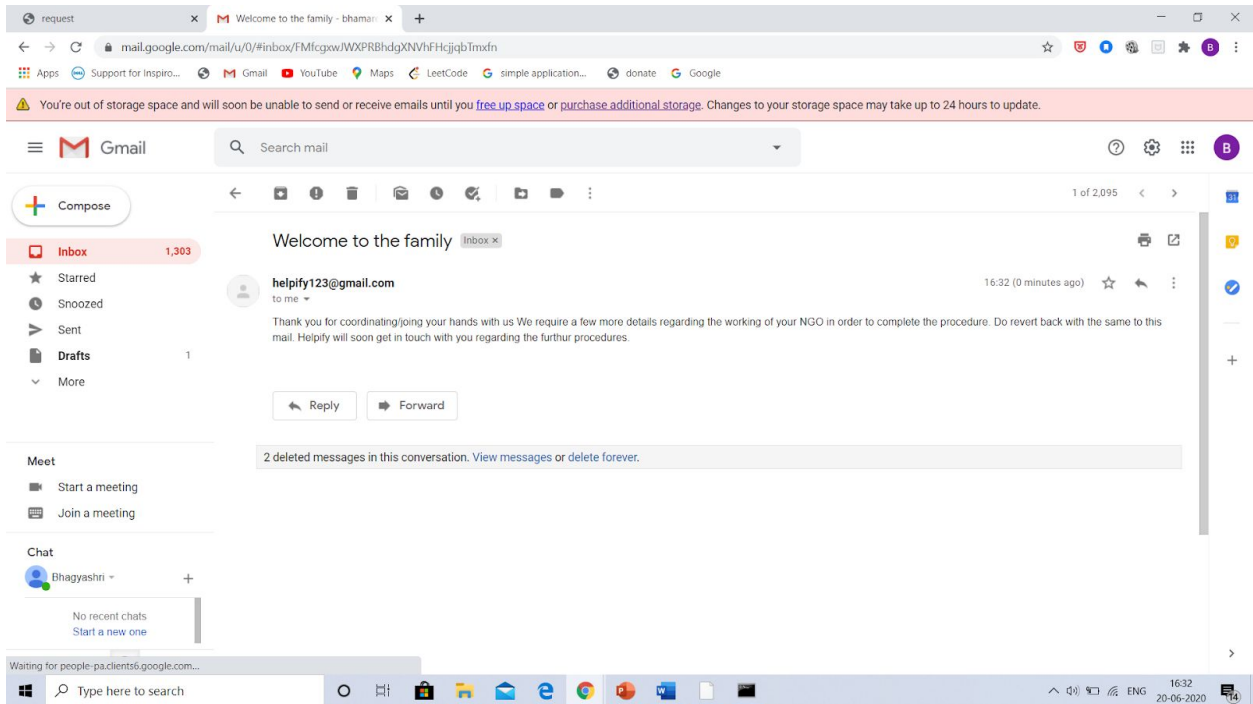 request
Welcome to the family - bhaman
mail.google.com/mail/u/0/#inbox/FMfcgxwJWXPRBhdgXNVhFHcjjqbTmxfn
B
Apps Support for Inspiro... Gmail YouTube Maps LeetCode simple application... donate Google
You're out of storage space and will soon be unable to send or receive emails until you free up space or purchase additional storage. Changes to your storage space may take up to 24 hours to update.
Gmail
Search mail
B
Compose
1 of 2,095
31
Inbox 1,303
Starred
Snoozed
Sent
Drafts 1
More
Welcome to the family Inbox x
helpify123@gmail.com
16:32 (0 minutes ago)
to me
Thank you for coordinating/joing your hands with us We require a few more details regarding the working of your NGO in order to complete the procedure. Do revert back with the same to this
mail. Helpify will soon get in touch with you regarding the furthur procedures.
Reply Forward
2 deleted messages in this conversation. View messages or delete forever.
Meet
Start a meeting
Join a meeting
Chat
Bhagyashri
No recent chats
Start a new one
Waiting for people-pa.clients6.google.com...
Type here to search
ENG
16:32
20-06-2020
14